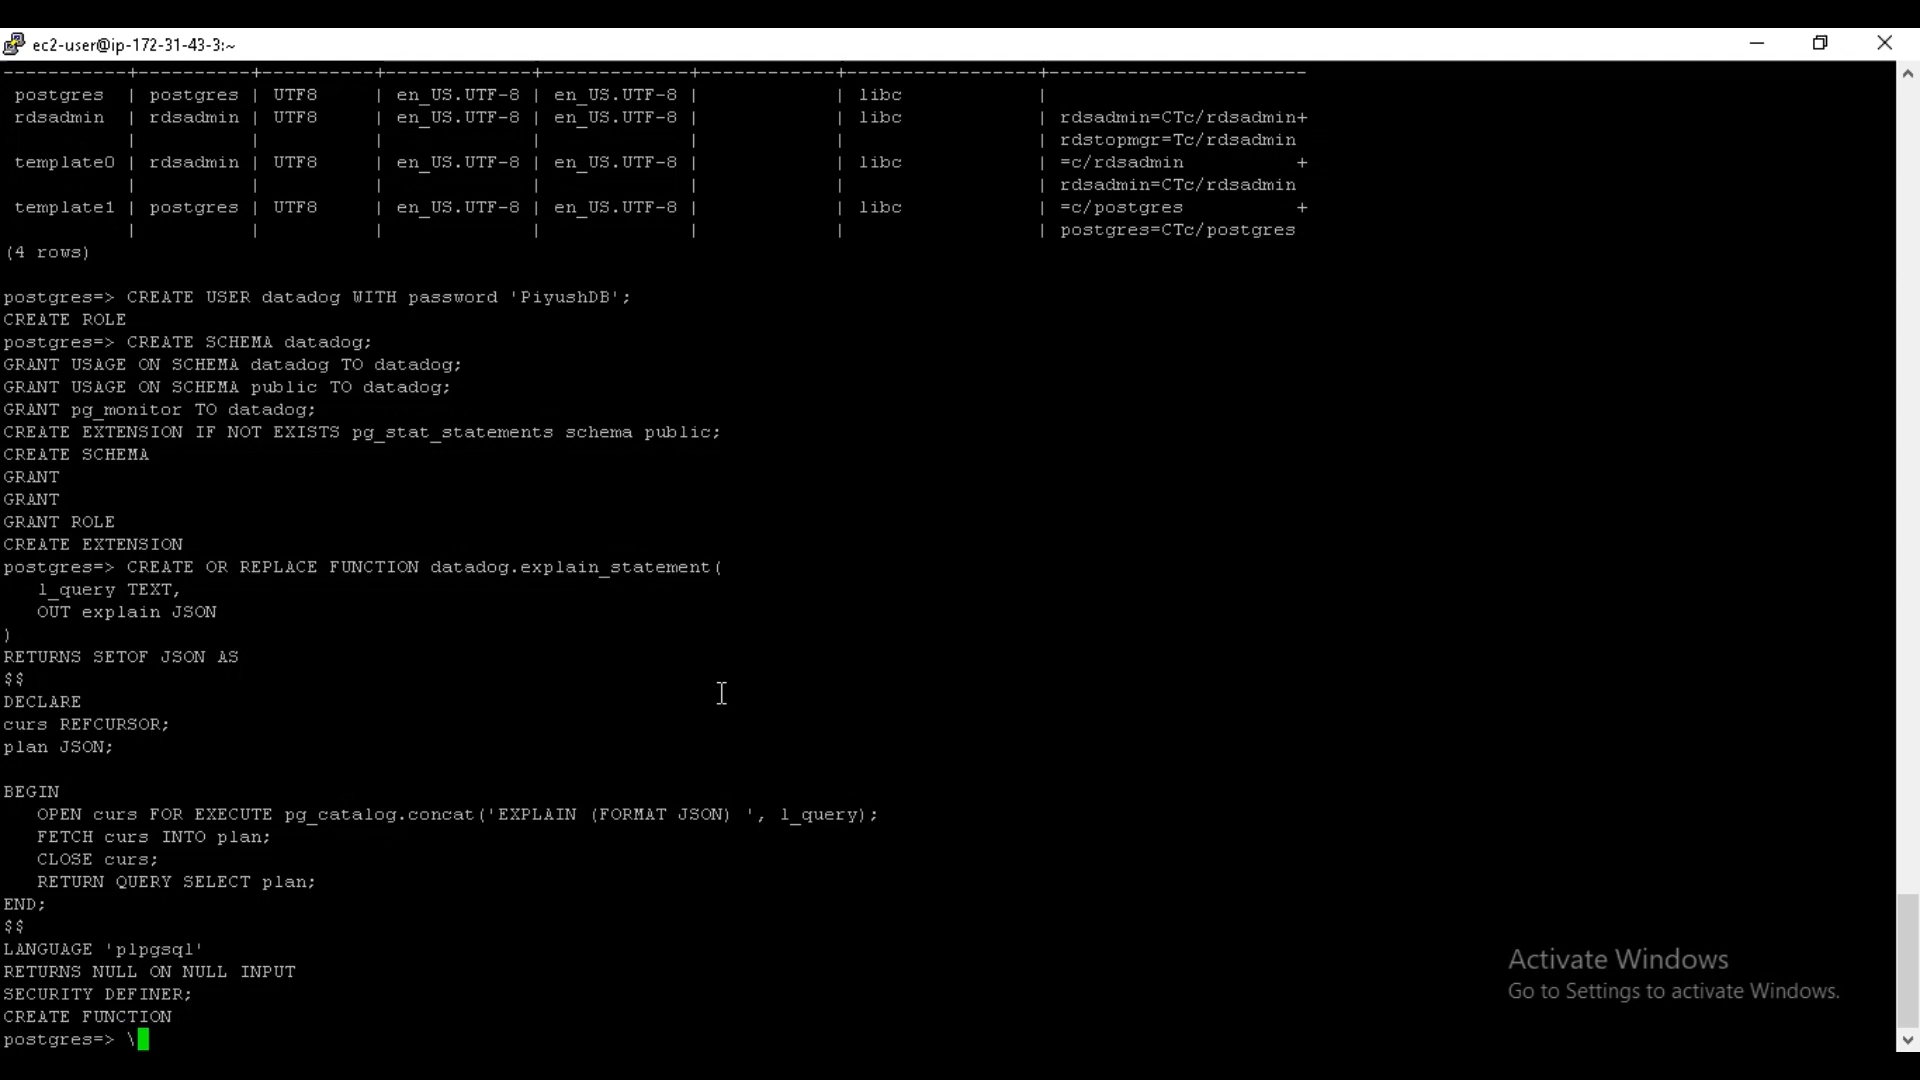 ec2-user@ip-172-31-43-3:~
-----------+----------+-----------+-------------+-------------+------------+-----------------+-----------------------
 postgres  | postgres | UTF8      | en_US.UTF-8 | en_US.UTF-8 |            | libc            |
 rdsadmin  | rdsadmin | UTF8      | en_US.UTF-8 | en_US.UTF-8 |            | libc            | rdsadmin=CTc/rdsadmin+
           |          |           |             |             |            |                 | rdstopmgr=Tc/rdsadmin
 template0 | rdsadmin | UTF8      | en_US.UTF-8 | en_US.UTF-8 |            | libc            | =c/rdsadmin          +
           |          |           |             |             |            |                 | rdsadmin=CTc/rdsadmin
 template1 | postgres | UTF8      | en_US.UTF-8 | en_US.UTF-8 |            | libc            | =c/postgres          +
           |          |           |             |             |            |                 | postgres=CTc/postgres
(4 rows)
postgres=> CREATE USER datadog WITH password 'PiyushDB';
CREATE ROLE
postgres=> CREATE SCHEMA datadog;
GRANT USAGE ON SCHEMA datadog TO datadog;
GRANT USAGE ON SCHEMA public TO datadog;
GRANT pg_monitor TO datadog;
CREATE EXTENSION IF NOT EXISTS pg_stat_statements schema public;
CREATE SCHEMA
GRANT
GRANT
GRANT ROLE
CREATE EXTENSION
postgres=> CREATE OR REPLACE FUNCTION datadog.explain_statement(
   l_query TEXT,
   OUT explain JSON
)
RETURNS SETOF JSON AS
$$
DECLARE
curs REFCURSOR;
plan JSON;
BEGIN
   OPEN curs FOR EXECUTE pg_catalog.concat('EXPLAIN (FORMAT JSON) ', l_query);
   FETCH curs INTO plan;
   CLOSE curs;
   RETURN QUERY SELECT plan;
END;
$$
LANGUAGE 'plpgsql'
RETURNS NULL ON NULL INPUT
SECURITY DEFINER;
CREATE FUNCTION
postgres=> \
Activate Windows
Go to Settings to activate Windows.